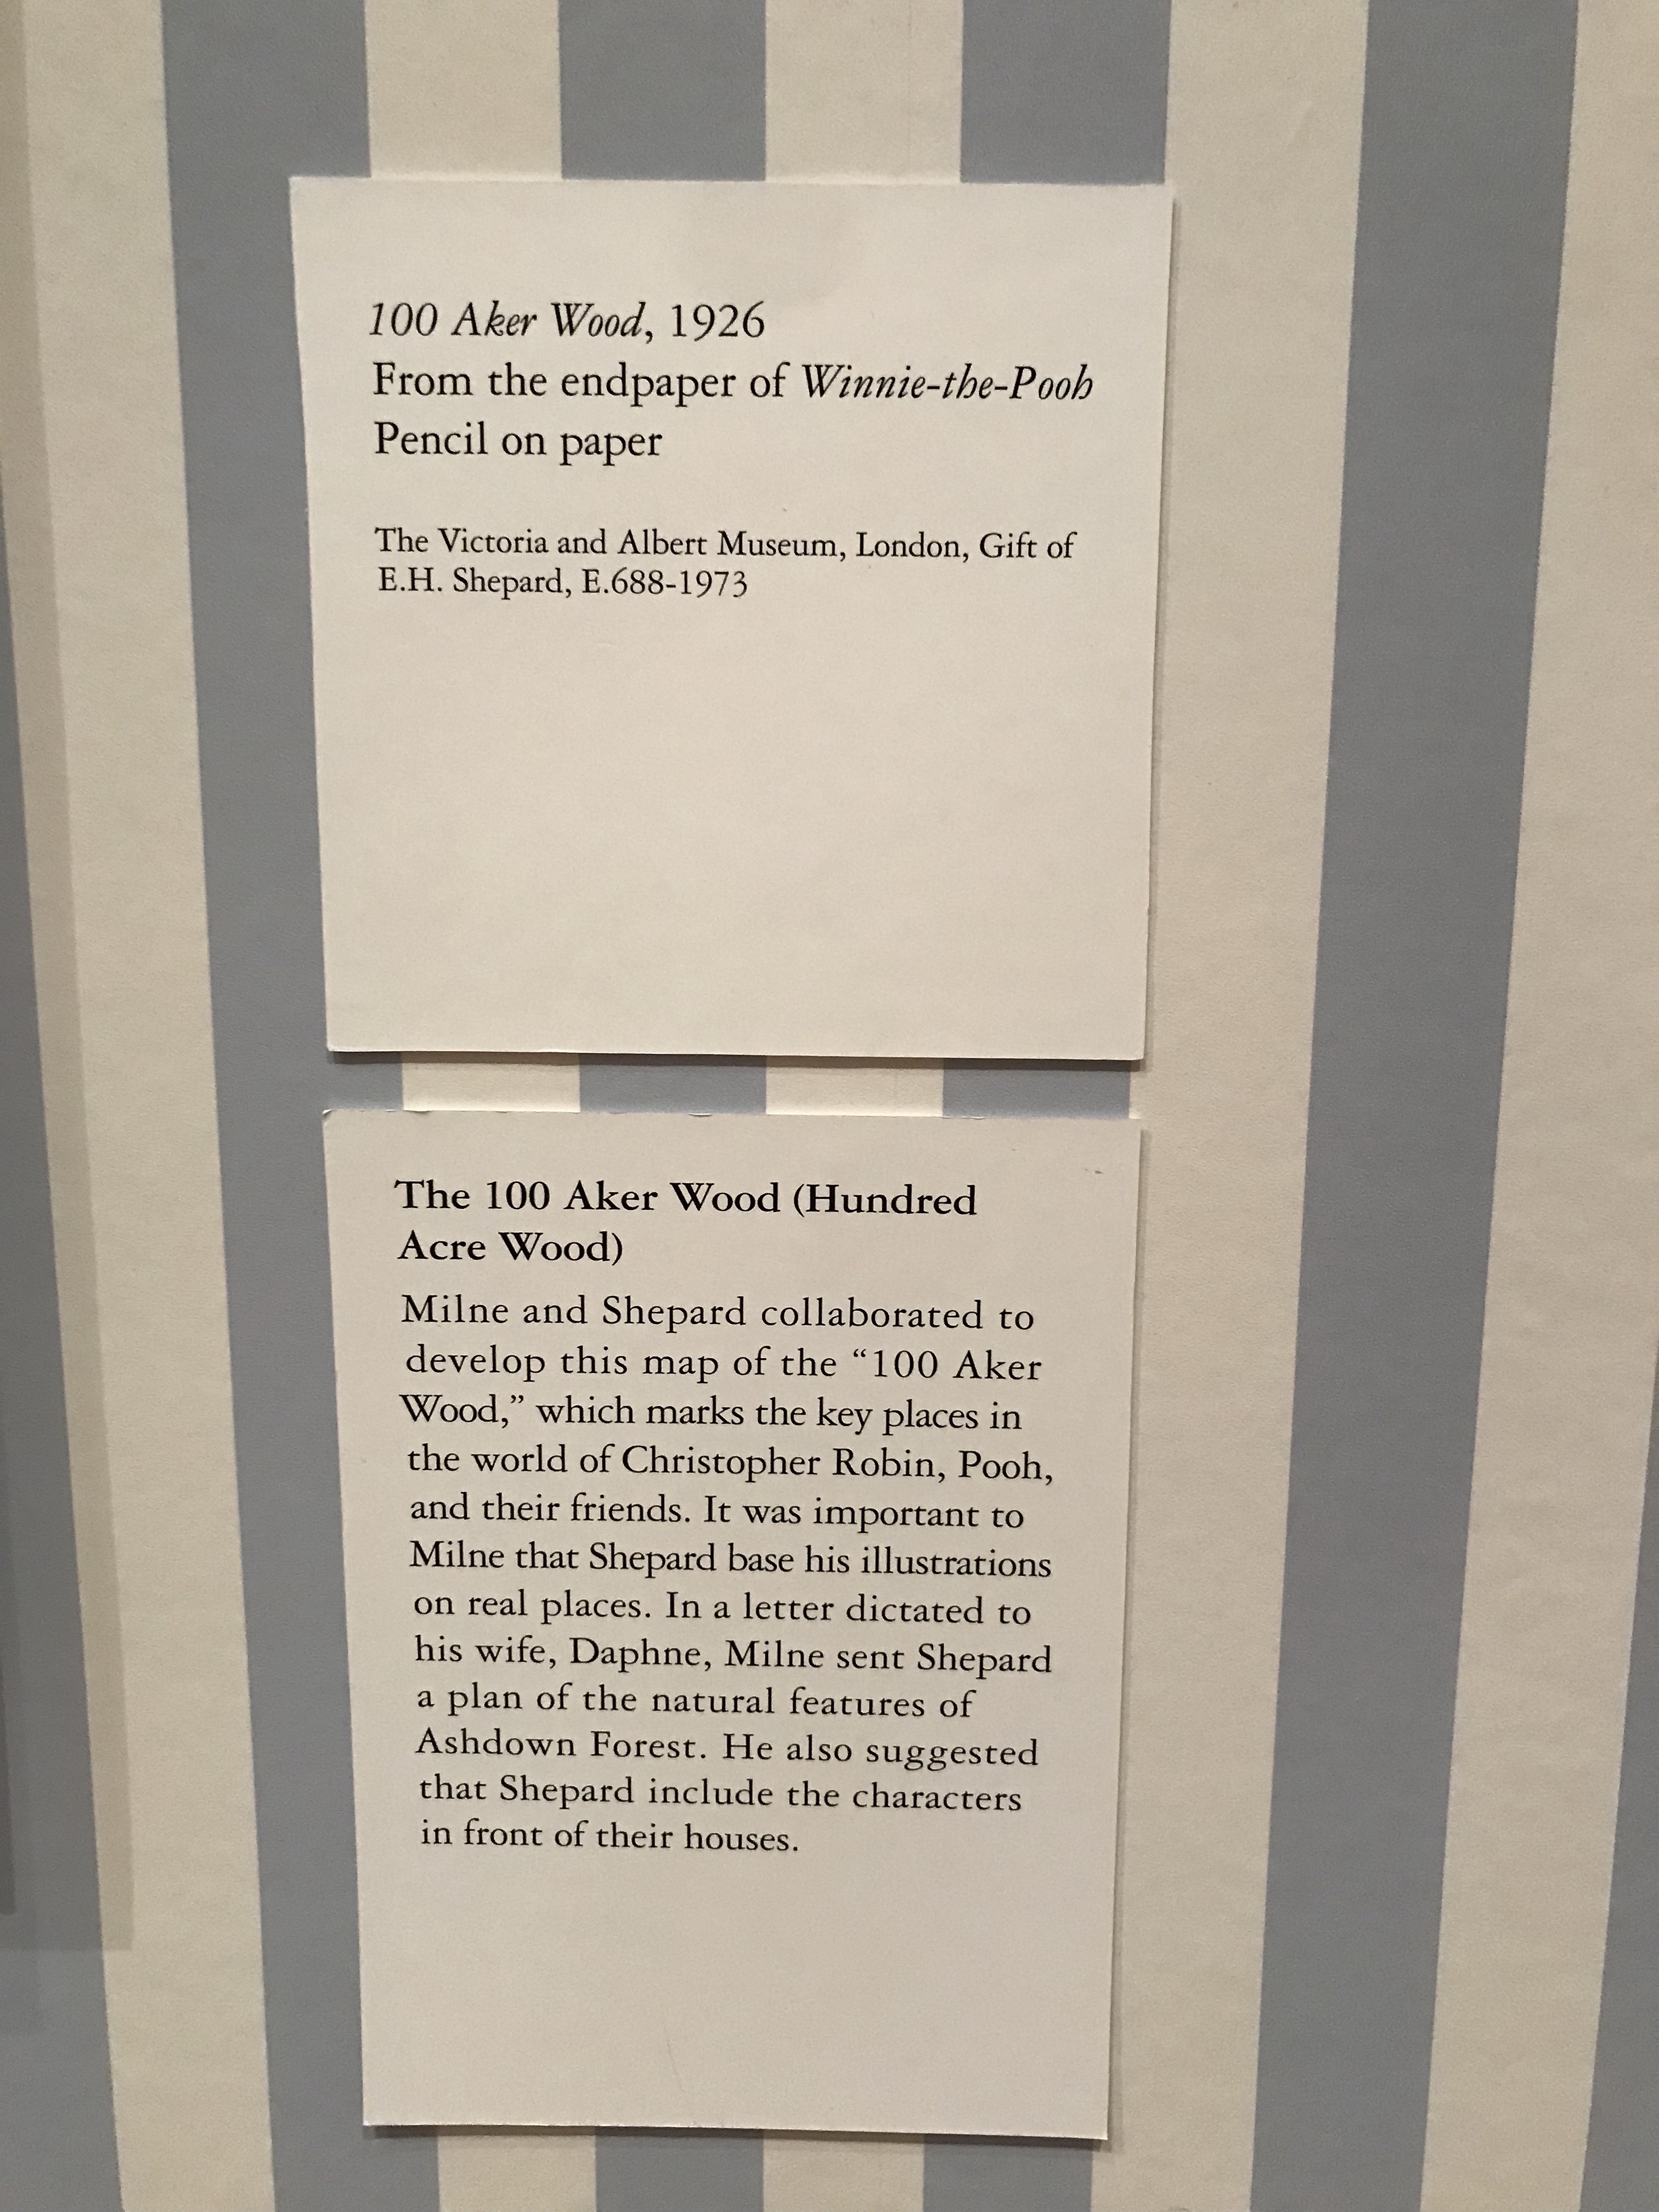 100 Aker Wood, 1926
From the endpaper of Winnie-the-Pooh
Pencil on paper
The Victoria and Albert Museum, London, Gift of
E.H. Shepard, E.688-1973
The 100 Aker Wood (Hundred
Acre Wood)
Milne and Shepard collaborated to
develop this map of the “100 Aker
Wood,” which marks the key places in
the world of Christopher Robin, Pooh,
and their friends. It was important to
Milne that Shepard base his illustrations
on real places. In a letter dictated to
his wife, Daphne, Milne sent Shepard
a plan of the natural features of
Ashdown Forest. He also suggested
that Shepard include the characters
in front of their houses.